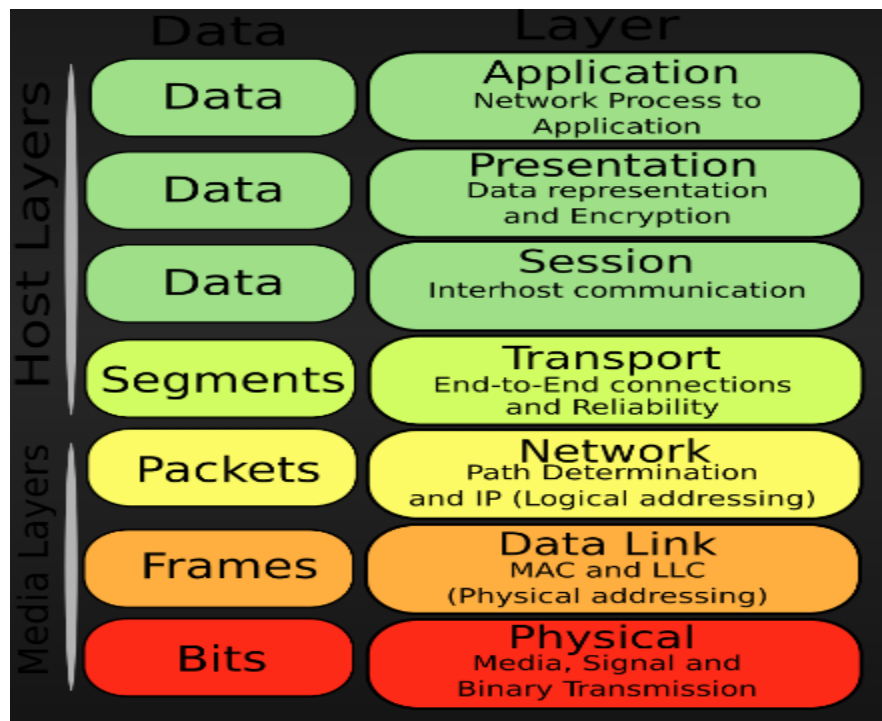 Data Layer
Host Layers
Data
Application
Network Process to
Application
Data
Presentation
Data representation
and Encryption
Data
Session
Interhost communication
Segments
Transport
End-to-End connections
and Reliability
Media Layers
Packets
Network
Path Determination
and IP (Logical addressing)
Frames
Data Link
MAC and LLC
(Physical addressing)
Bits
Physical
Media, Signal and
Binary Transmission